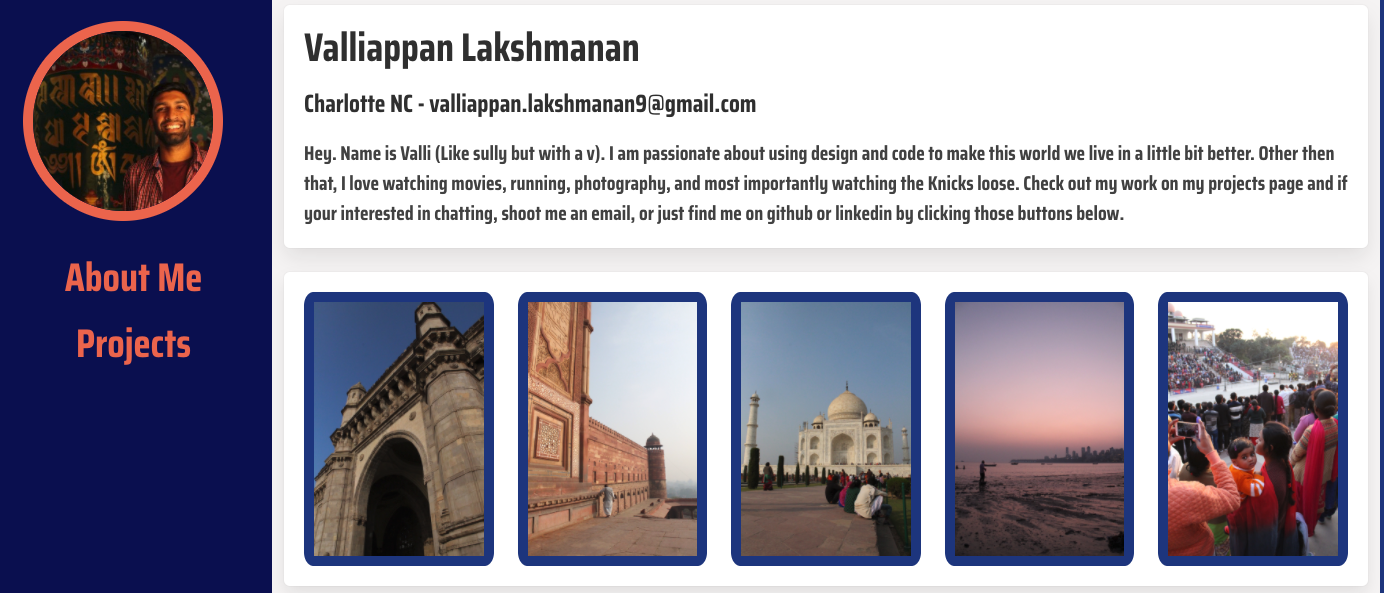 About Me
Projects
Valliappan Lakshmanan
Charlotte NC - valliappan.lakshmanan9@gmail.com
Hey. Name is Valli (Like sully but with a v). I am passionate about using design and code to make this world we live in a little bit better. Other then
that, I love watching movies, running, photography, and most importantly watching the Knicks loose. Check out my work on my projects page and if
your interested in chatting, shoot me an email, or just find me on github or linkedin by clicking those buttons below.